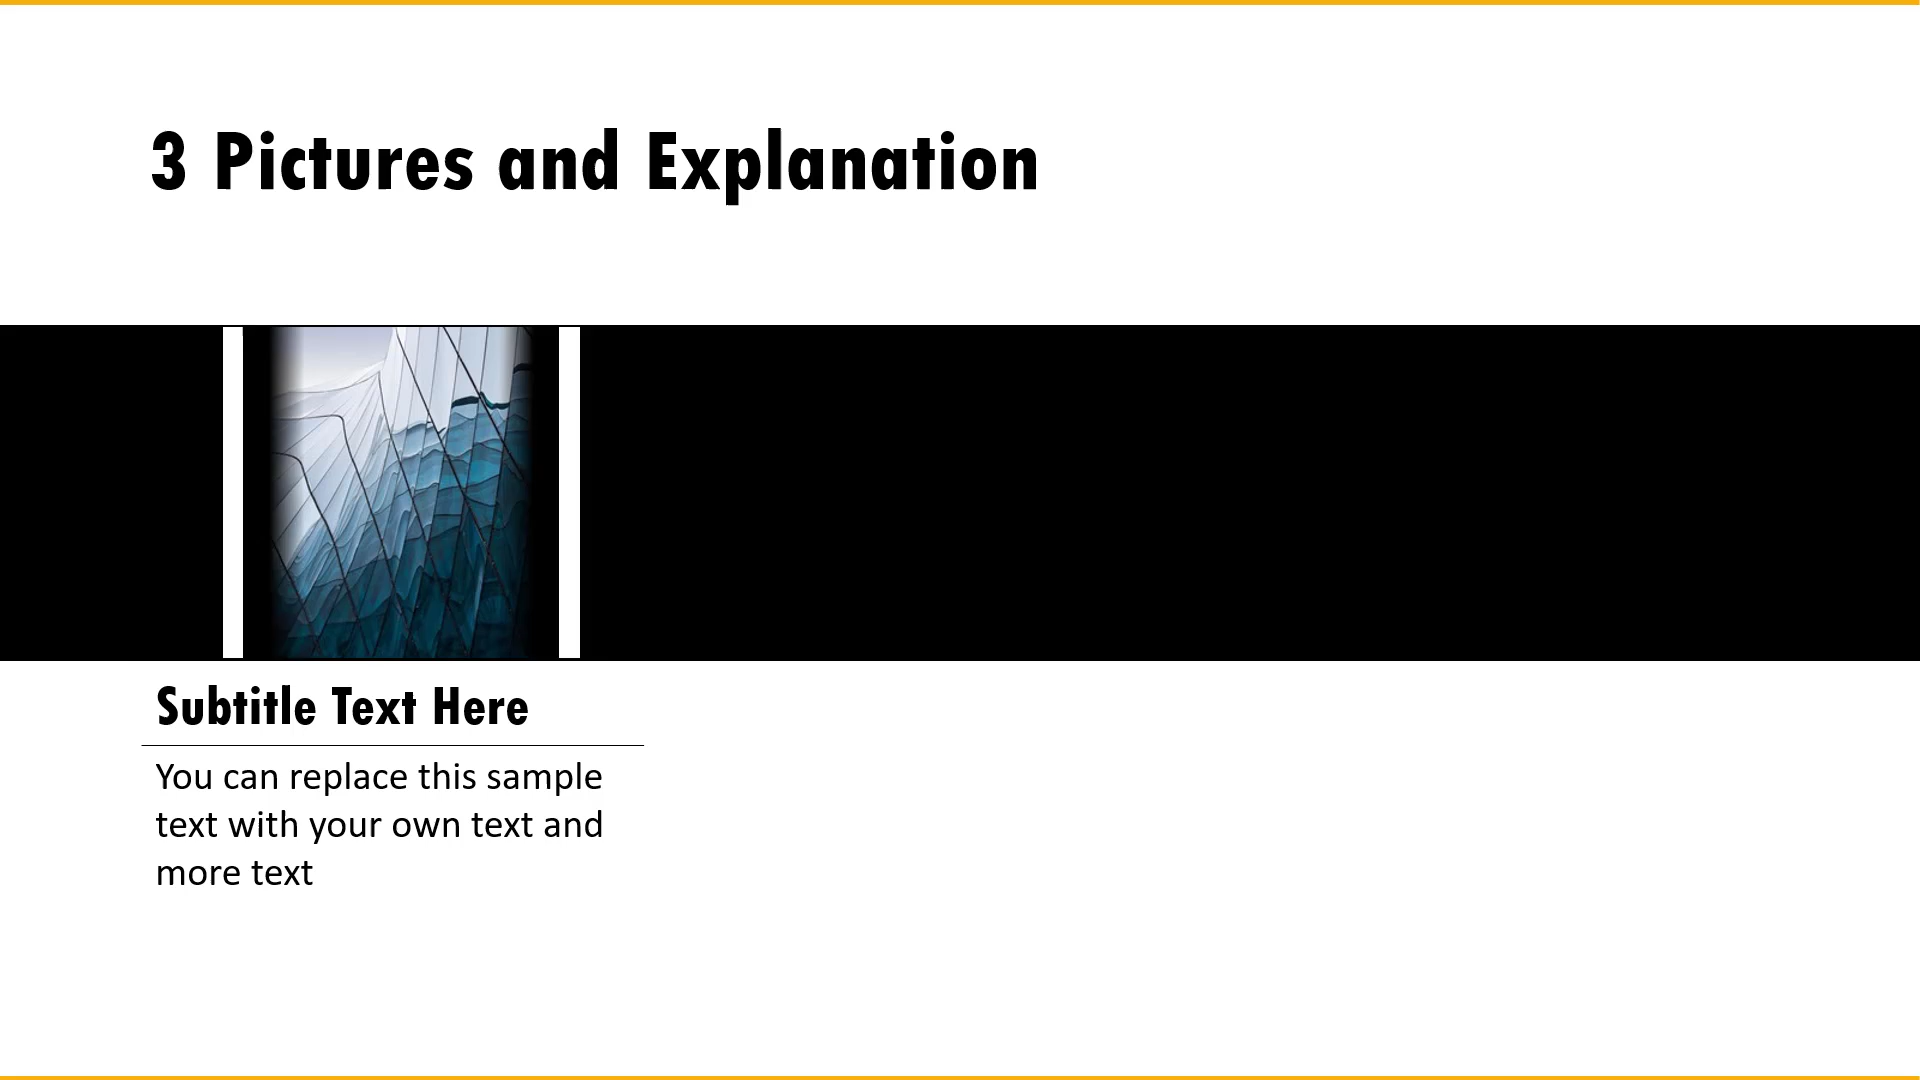 3 Pictures and Explanation
Subtitle Text Here
You can replace this sample
text with your own text and
more text